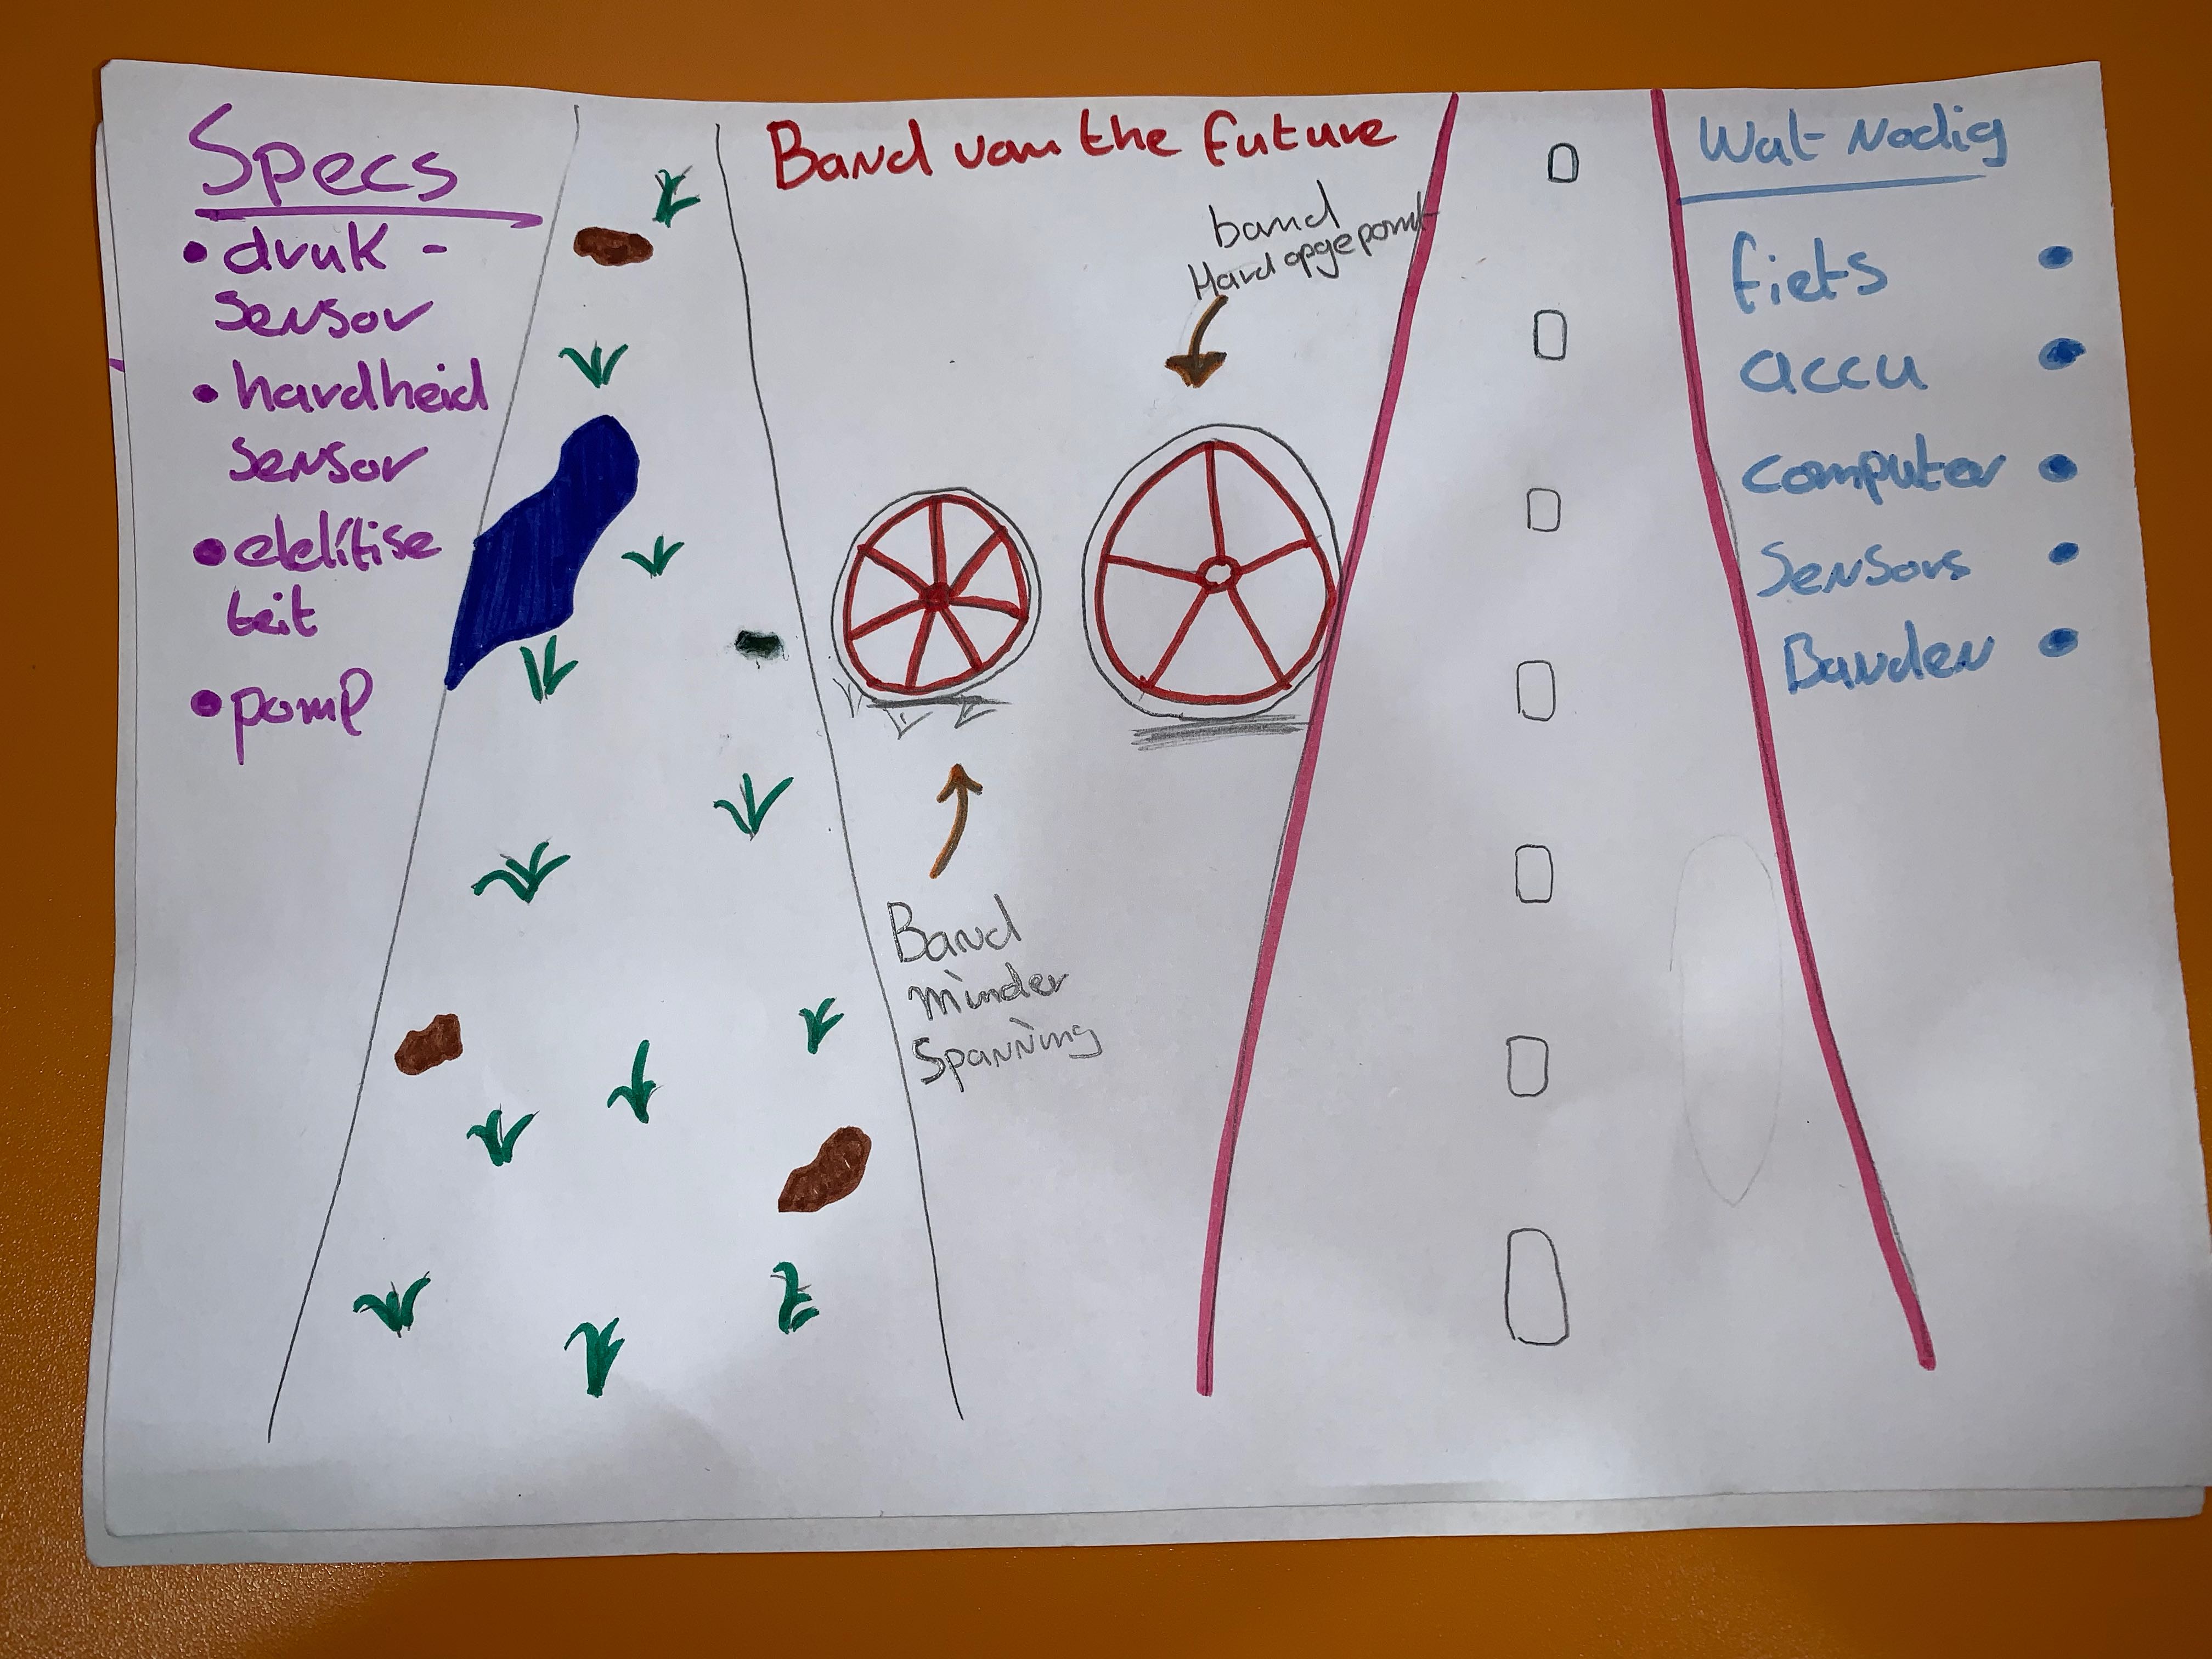 Specs
• druk -
sensor
• hardheid
sensor
• elelítise
teit
• pomp
Band van the future
band
Hard opgepomt
Band
minder
Spanning
Wat Nodig
fiets •
accu •
computer •
Sensors •
Banden •